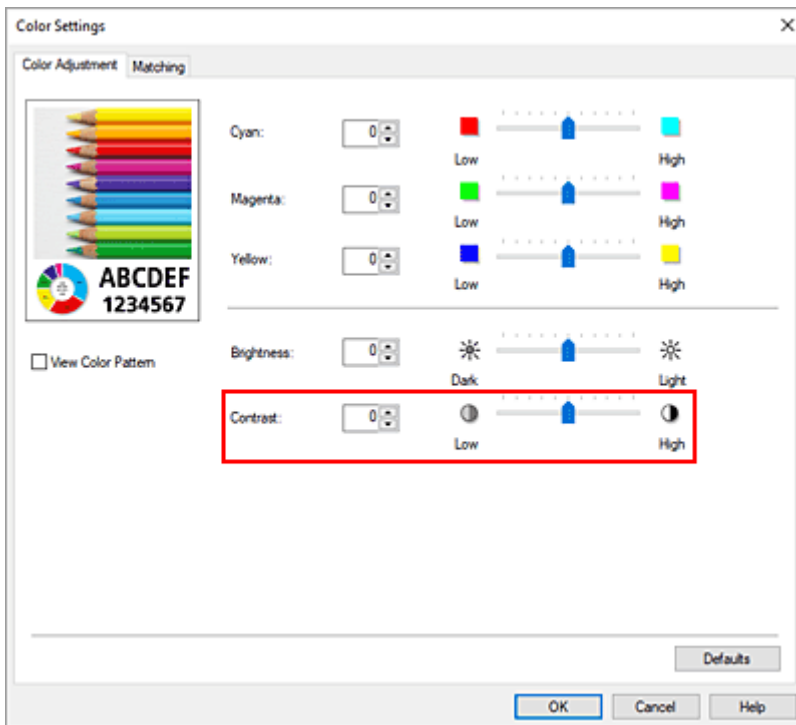 Color Settings
Color Adjustment Matching
Cyan: 0
Low High
Magenta: 0
Low High
Yellow: 0
Low High
ABCDEF
1234567
View Color Pattern
Brightness: 0
Dark Light
Contrast: 0
Low High
Defaults
OK Cancel Help